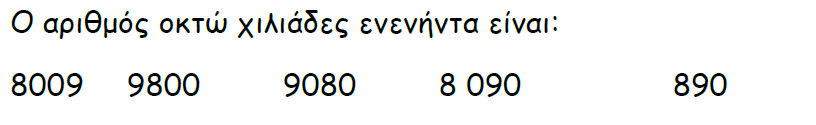 Ο αριθμός οκτώ χιλιάδες ενενήντα είναι:
8009 9800 9080 8 090 890